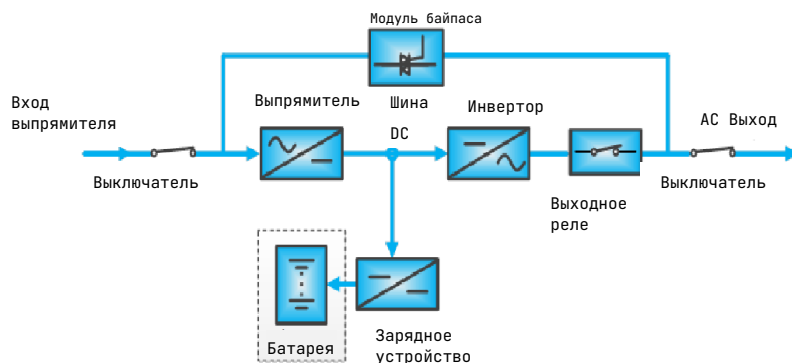 Модуль байпаса
Вход
выпрямителя
Выпрямитель
Шина
DC
Инвертор
AC Выход
Выключатель
Выходное
реле
Выключатель
Батарея
Зарядное
устройство